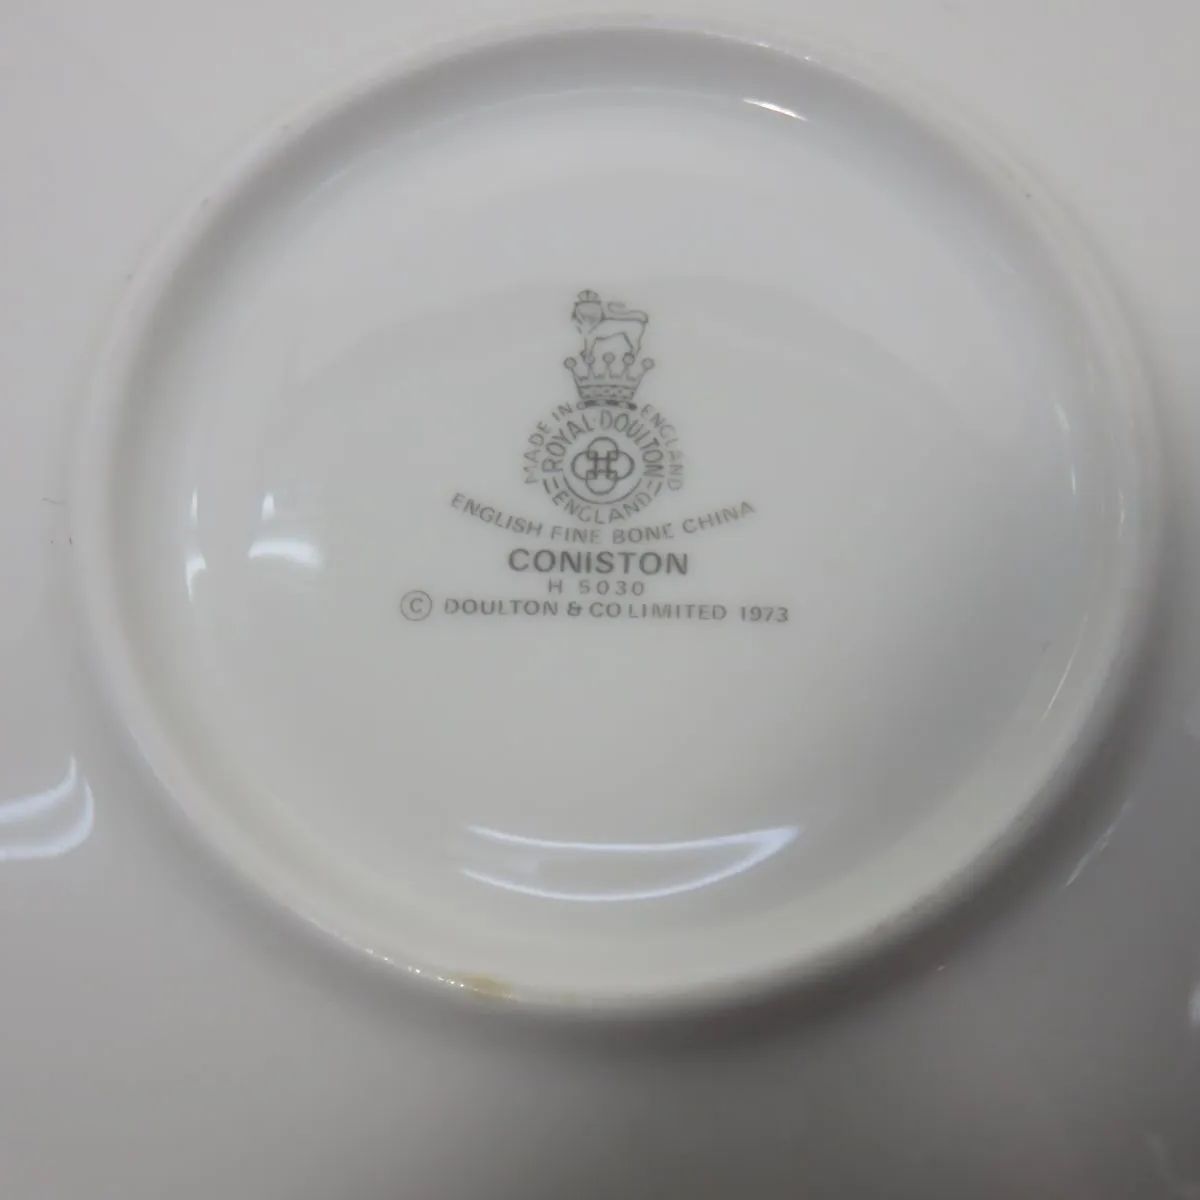 MADE IN ENGLAND
ROYAL DOULTON
ENGLAND
ENGLISH FINE BONE CHINA
CONISTON
H 5030
© DOULTON & CO LIMITED 1973